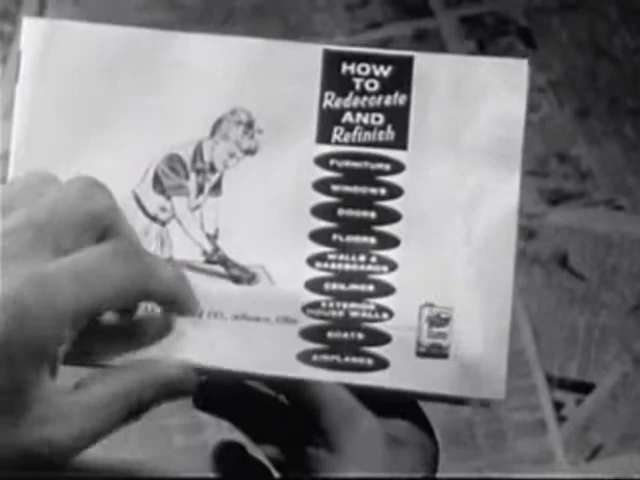 HOW
TO
Redecorate
AND
Refinish
FURNITURE
WINDOWS
DOORS
FLOORS
WALLS &
BASEBOARDS
CEILINGS
EXTERIOR
HOUSE WALLS
BOATS
AIRPLANES